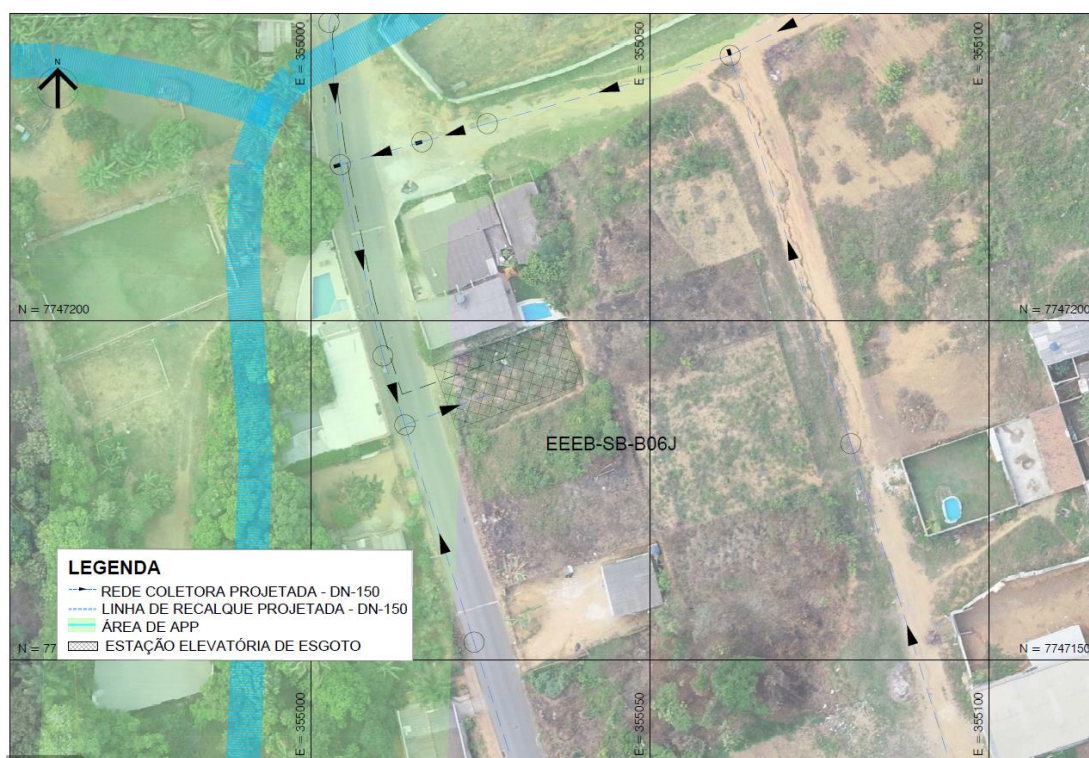 N
E = 355000
E = 355050
E = 355100
N = 7747200
N = 7747200
EEEB-SB-B06J
LEGENDA
REDE COLETORA PROJETADA - DN-150
LINHA DE RECALQUE PROJETADA - DN-150
ÁREA DE APP
ESTAÇÃO ELEVATÓRIA DE ESGOTO
N = 77
N = 7747150
E = 355000
E = 355050
E = 355100